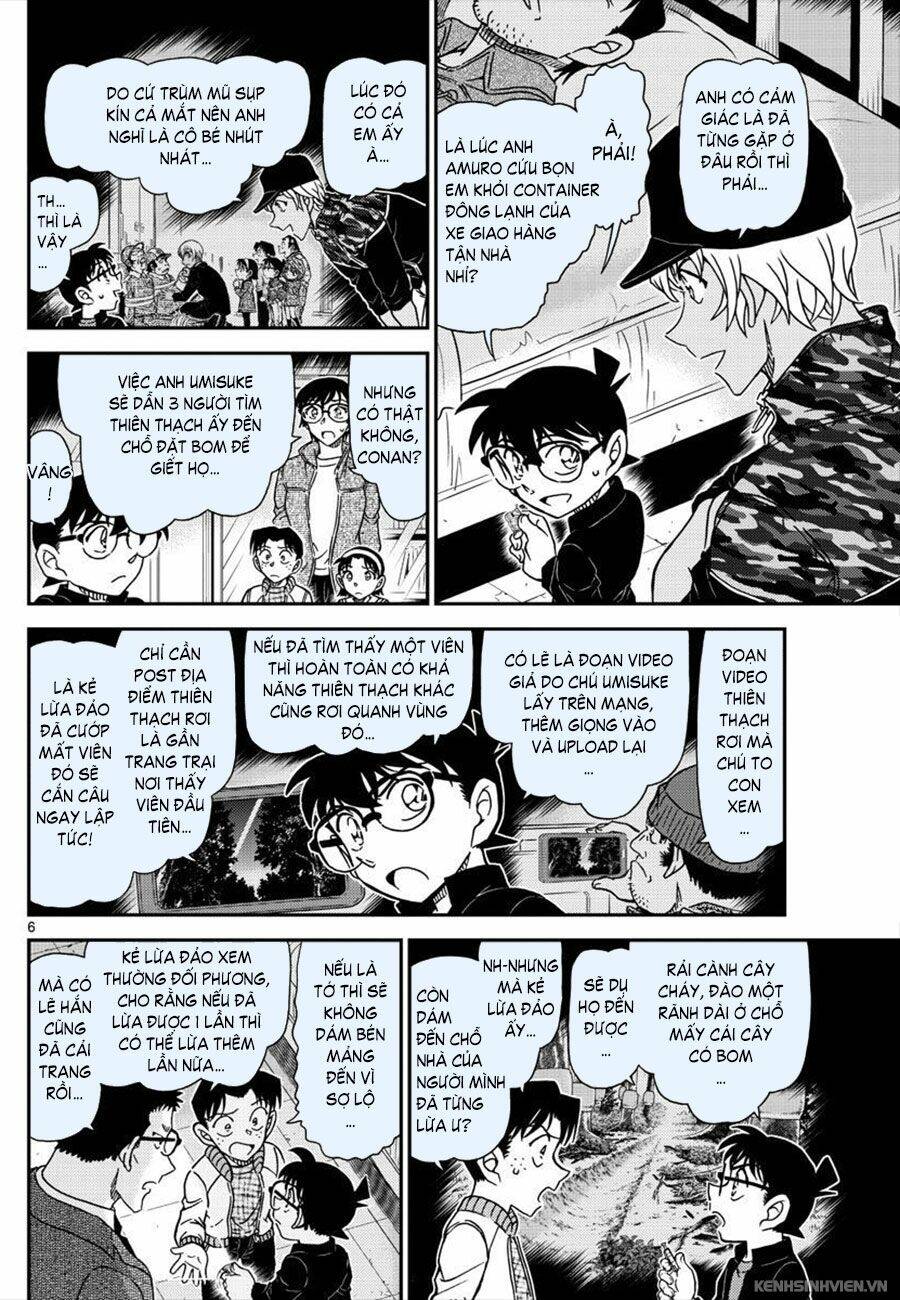 ANH CÓ CẢM
GIÁC LÀ ĐÃ
TỪNG GẶP Ở
ĐÂU RỒI THÌ
PHẢI...
À,
PHẢI!
LÀ LÚC ANH
AMURO CỨU BỌN
EM KHỎI CONTAINER
ĐÔNG LẠNH CỦA
XE GIAO HÀNG
TẬN NHÀ
NHỈ?
LÚC ĐÓ
CÓ CẢ
EM ẤY
À...
DO CỨ TRÙM MŨ SỤP
KÍN CẢ MẮT NÊN ANH
NGHĨ LÀ CÔ BÉ NHÚT
NHÁT...
TH...
THÌ LÀ
VẬY
...
NHƯNG
CÓ THẬT
KHÔNG,
CONAN?
VIỆC ANH UMISUKE
SẼ DẪN 3 NGƯỜI TÌM
THIÊN THẠCH ẤY ĐẾN
CHỖ ĐẶT BOM ĐỂ
GIẾT HỌ...
VÂNG
!
ĐOẠN
VIDEO
THIÊN
THẠCH
RƠI MÀ
CHÚ TO
CON
XEM
...
CÓ LẼ LÀ ĐOẠN VIDEO
GIẢ DO CHÚ UMISUKE
LẤY TRÊN MẠNG,
THÊM GIỌNG VÀO
VÀ UPLOAD LẠI
...
NẾU ĐÃ TÌM THẤY MỘT VIÊN
THÌ HOÀN TOÀN CÓ KHẢ
NĂNG THIÊN THẠCH KHÁC
CŨNG RƠI QUANH VÙNG
ĐÓ...
CHỈ CẦN
POST ĐỊA
ĐIỂM THIÊN
THẠCH RƠI
LÀ GẦN
TRANG TRẠI
NƠI THẤY
VIÊN ĐẦU
TIÊN...
LÀ KẺ
LỪA ĐẢO
ĐÃ CƯỚP
MẤT VIÊN
ĐÓ SẼ
CẮN CÂU
NGAY LẬP
TỨC!
6
RẢI CÀNH CÂY
CHÁY, ĐÀO MỘT
RÃNH DÀI Ở CHỖ
MẤY CÁI CÂY
CÓ BOM
...
SẼ DỤ
HỌ ĐẾN
ĐƯỢC
...
NH-NHƯNG
MÀ KẺ
LỪA ĐẢO
ẤY...
CÒN
DÁM
ĐẾN CHỖ
NHÀ CỦA
NGƯỜI MÌNH
ĐÃ TỪNG
LỪA Ư?
NẾU LÀ
TỚ THÌ SẼ
KHÔNG
DÁM BÉN
MẢNG
ĐẾN VÌ
SỢ LỘ
...
KẺ LỪA ĐẢO XEM
THƯỜNG ĐỐI PHƯƠNG,
CHO RẰNG NẾU ĐÃ
LỪA ĐƯỢC 1 LẦN THÌ
CÓ THỂ LỪA THÊM
LẦN NỮA...
MÀ CÓ
LẼ HẮN
CŨNG
ĐÃ CẢI
TRANG
RỒI...
KENHSINHVIEN.VN